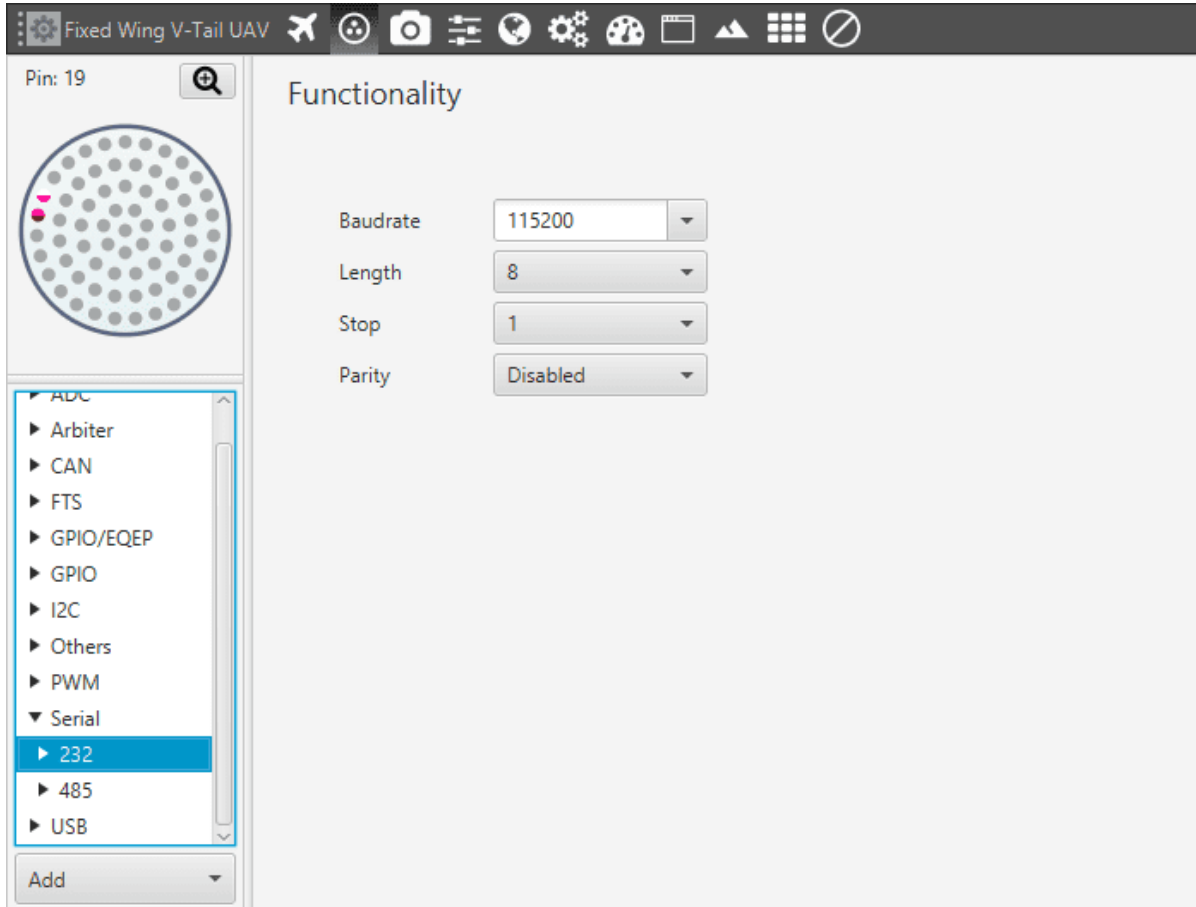 Fixed Wing V-Tail UAV
Pin: 19
Functionality
Baudrate 115200
Length 8
Stop 1
Parity Disabled
ADC
Arbiter
CAN
FTS
GPIO/EQEP
GPIO
I2C
Others
PWM
Serial
232
485
USB
Add